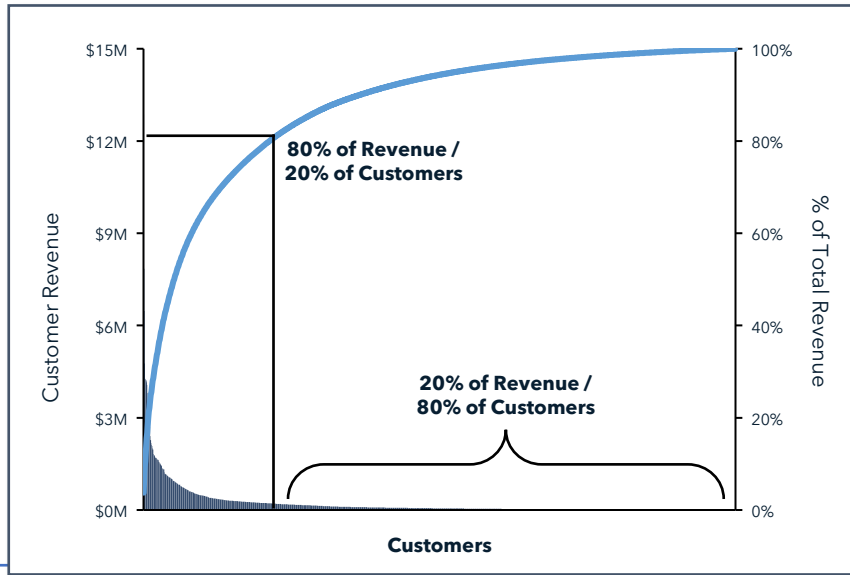 $15M
$12M
$9M
$6M
$3M
$0M
Customer Revenue
80% of Revenue /
20% of Customers
20% of Revenue /
80% of Customers
100%
80%
60%
40%
20%
0%
% of Total Revenue
Customers